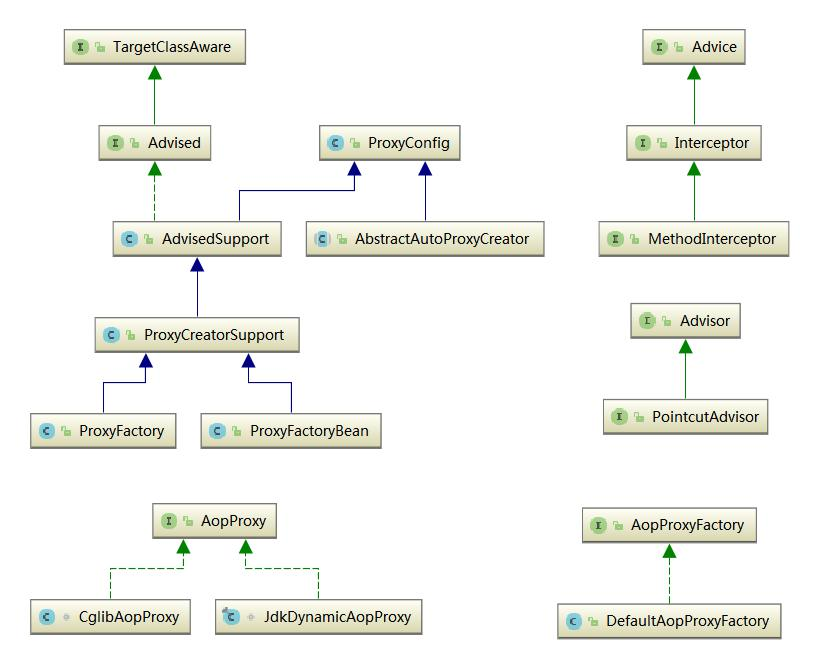 TargetClassAware
Advice
Advised
ProxyConfig
Interceptor
AdvisedSupport
AbstractAutoProxyCreator
MethodInterceptor
ProxyCreatorSupport
Advisor
ProxyFactory
ProxyFactoryBean
PointcutAdvisor
AopProxy
AopProxyFactory
CglibAopProxy
JdkDynamicAopProxy
DefaultAopProxyFactory